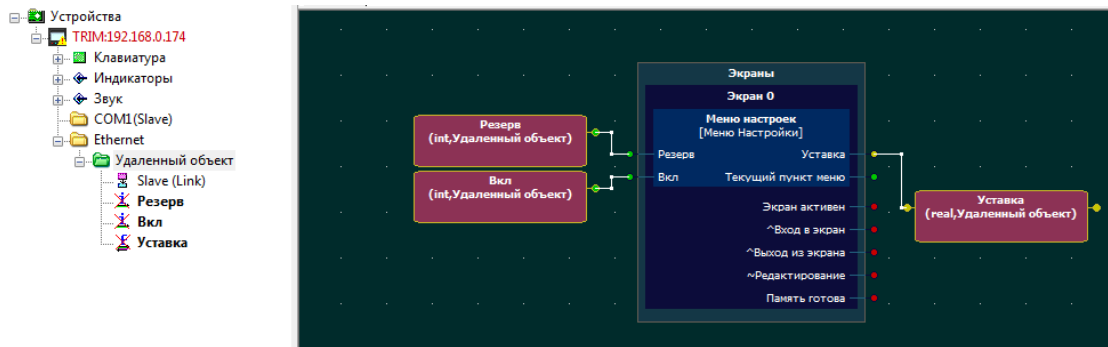 Устройства
TRIM:192.168.0.174
Клавиатура
Индикаторы
Звук
COM1(Slave)
Ethernet
Удаленный объект
Slave (Link)
Резерв
Вкл
Уставка
Экраны
Экран 0
Меню настроек
[Меню Настройки]
Резерв
(int,Удаленный объект)
Резерв Уставка
Вкл
(int,Удаленный объект)
Вкл Текущий пункт меню
Экран активен
^Вход в экран
^Выход из экрана
~Редактирование
Память готова
Уставка
(real,Удаленный объект)